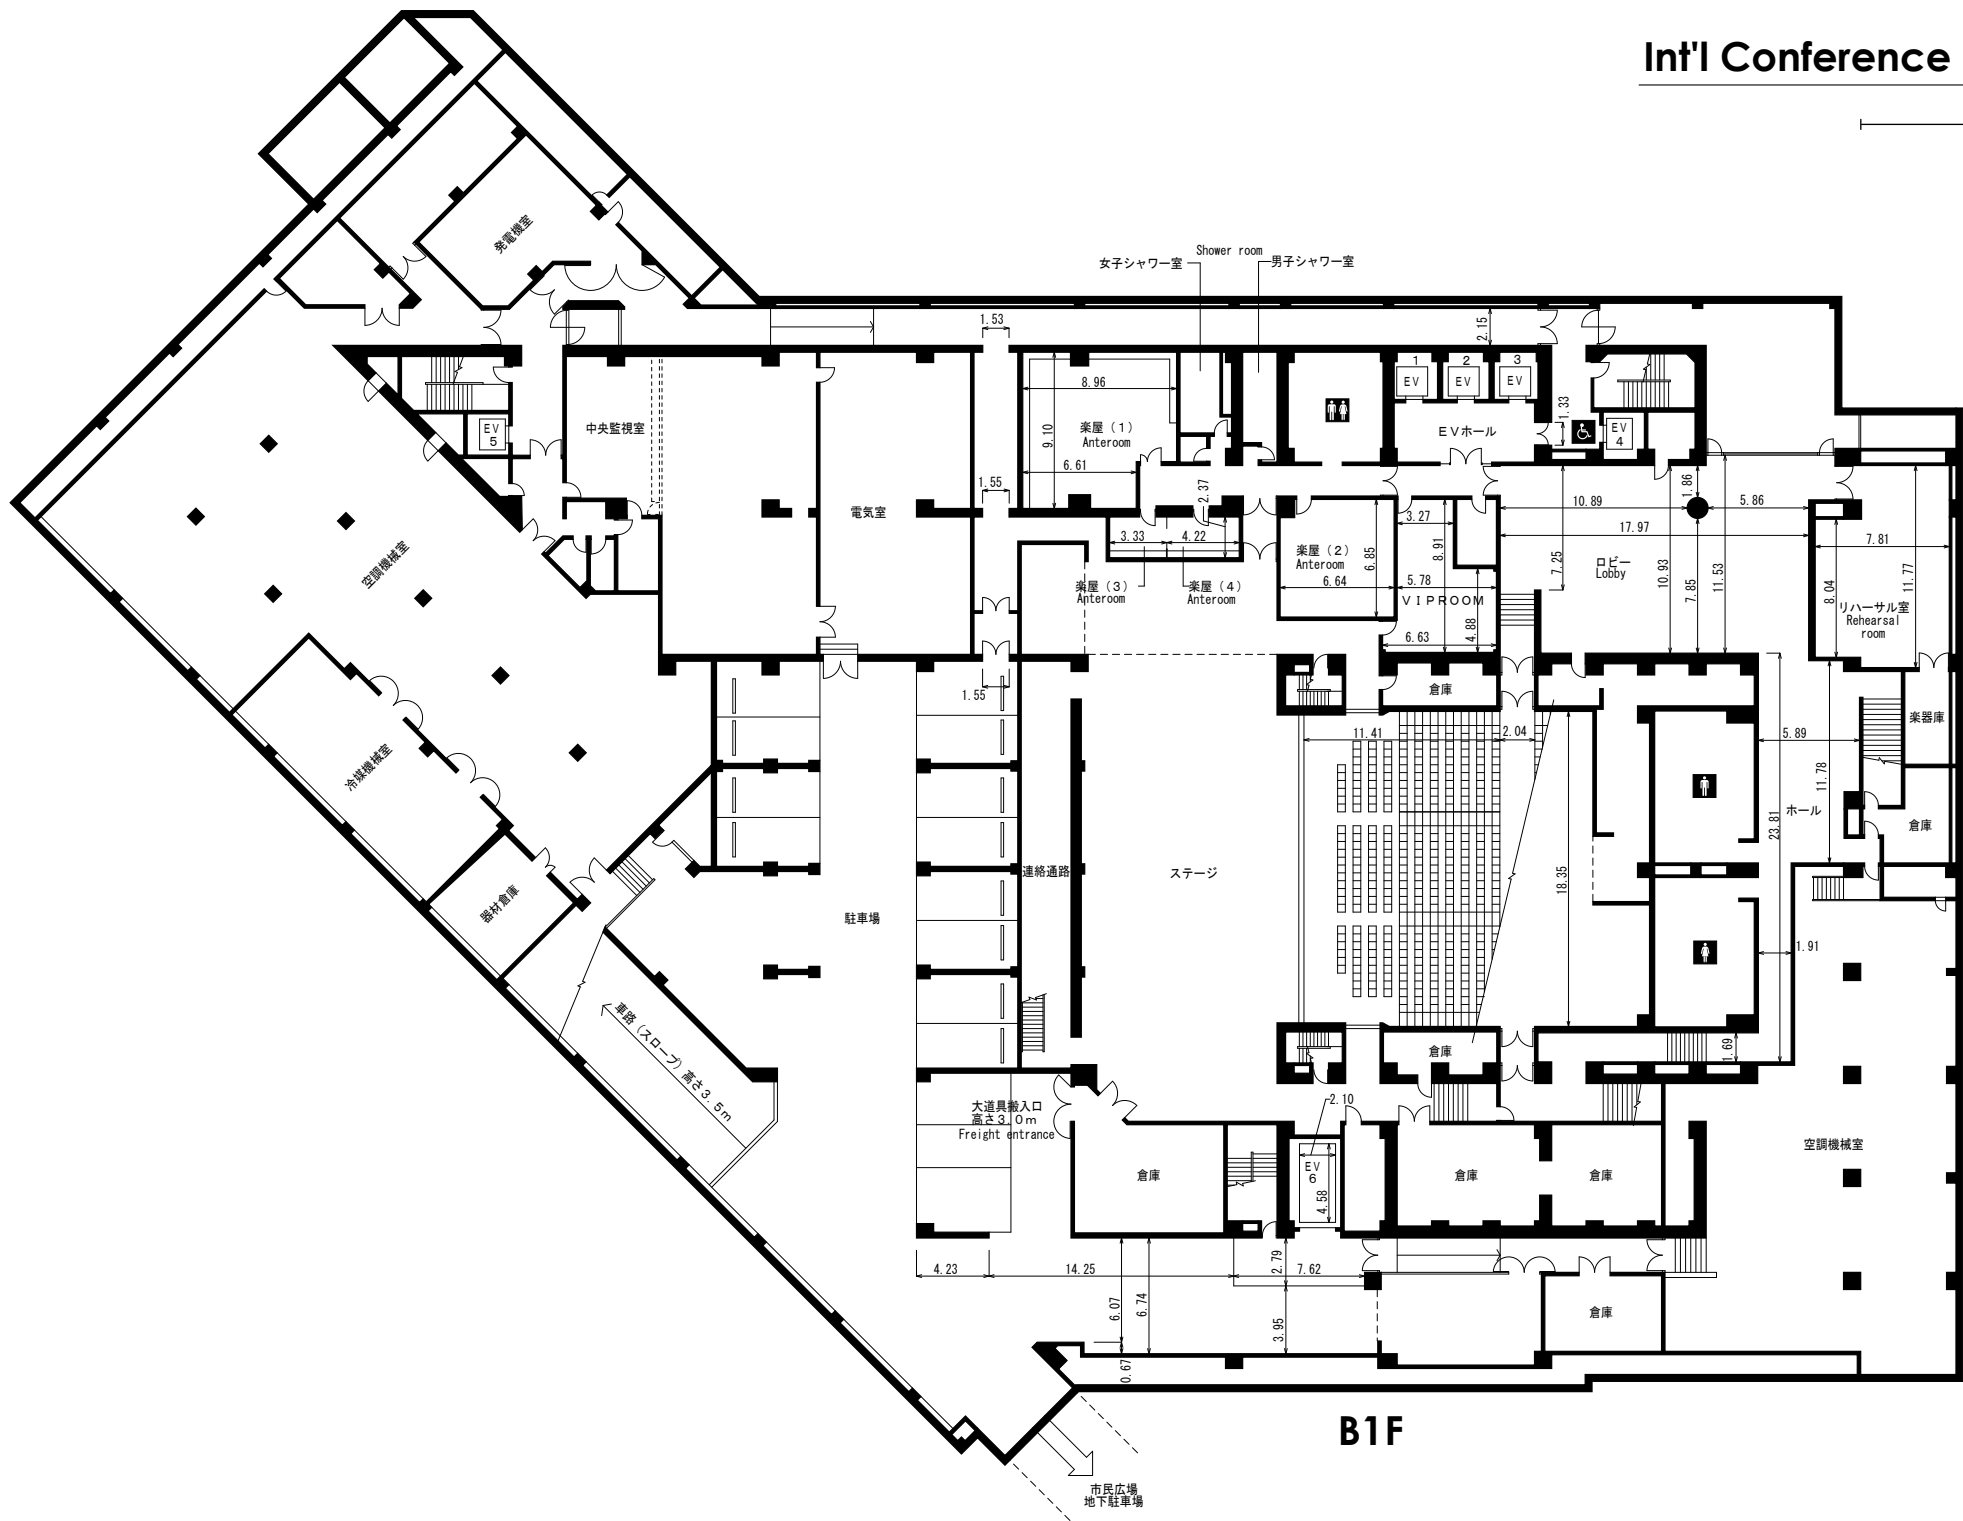 Int'l Conference
Shower room
女子シャワー室
男子シャワー室
発電機室
1.53
2.15
1
2
3
EV
EV
EV
8.96
1.33
中央監視室
EV
5
楽屋（1）
Anteroom
9.10
EVホール
EV
4
6.61
1.55
2.37
1.86
10.89
5.86
電気室
3.27
17.97
3.33
4.22
8.91
楽屋（2）
Anteroom
6.85
7.25
ロビー
Lobby
10.93
7.85
11.53
7.81
11.77
8.04
空調機械室
楽屋（3）
Anteroom
楽屋（4）
Anteroom
6.64
5.78
VIPROOM
リハーサル室
Rehearsal
room
6.63
4.88
1.55
倉庫
楽器庫
11.41
2.04
5.89
冷媒機械室
11.78
ホール
23.81
倉庫
連絡通路
ステージ
18.35
器材倉庫
駐車場
1.91
車路（スロープ）高さ3.5m
倉庫
1.69
大道具搬入口
高さ3.0m
Freight entrance
2.10
空調機械室
倉庫
EV
6
4.58
倉庫
倉庫
4.23
14.25
2.79
7.62
6.07
6.74
3.95
倉庫
0.67
B1F
市民広場
地下駐車場